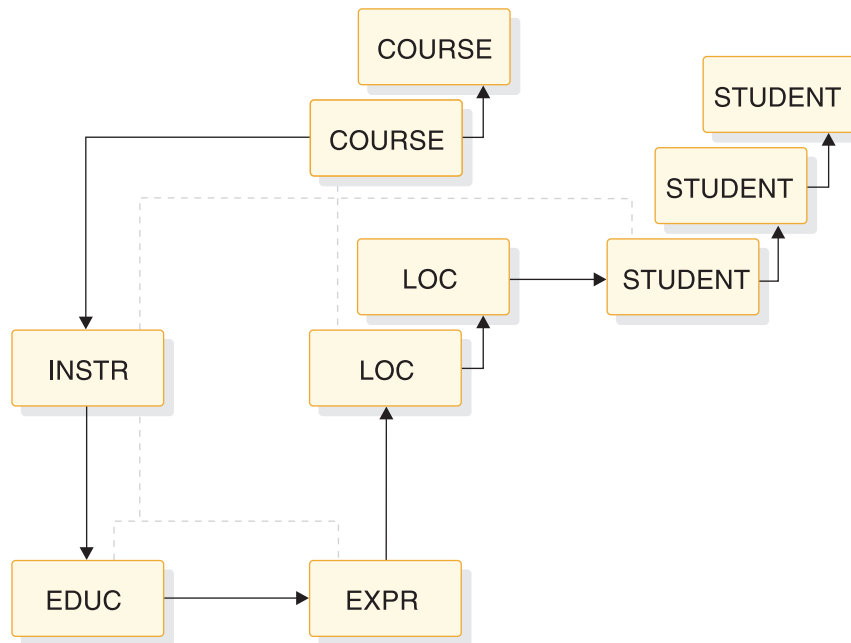 COURSE
COURSE
STUDENT
STUDENT
STUDENT
LOC
LOC
INSTR
EDUC
EXPR